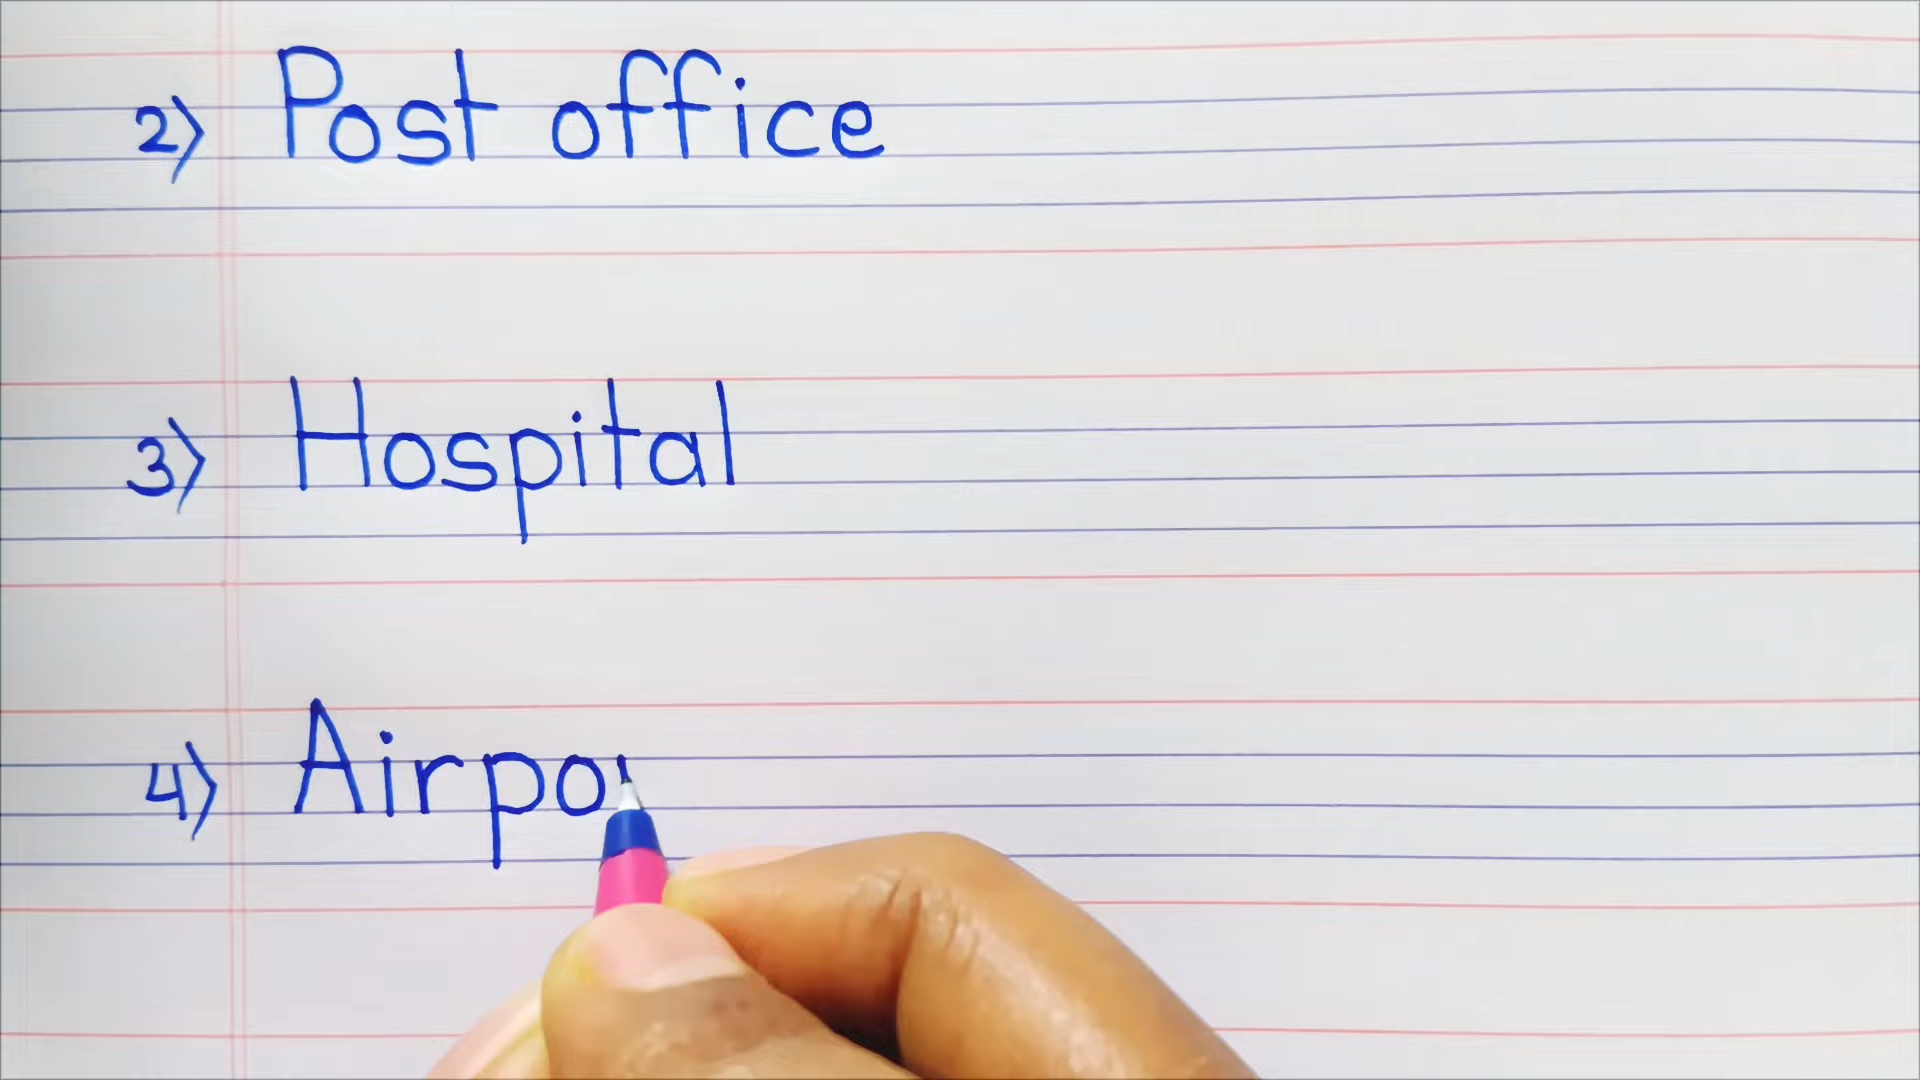 2) Post office
3) Hospital
4) Airpo